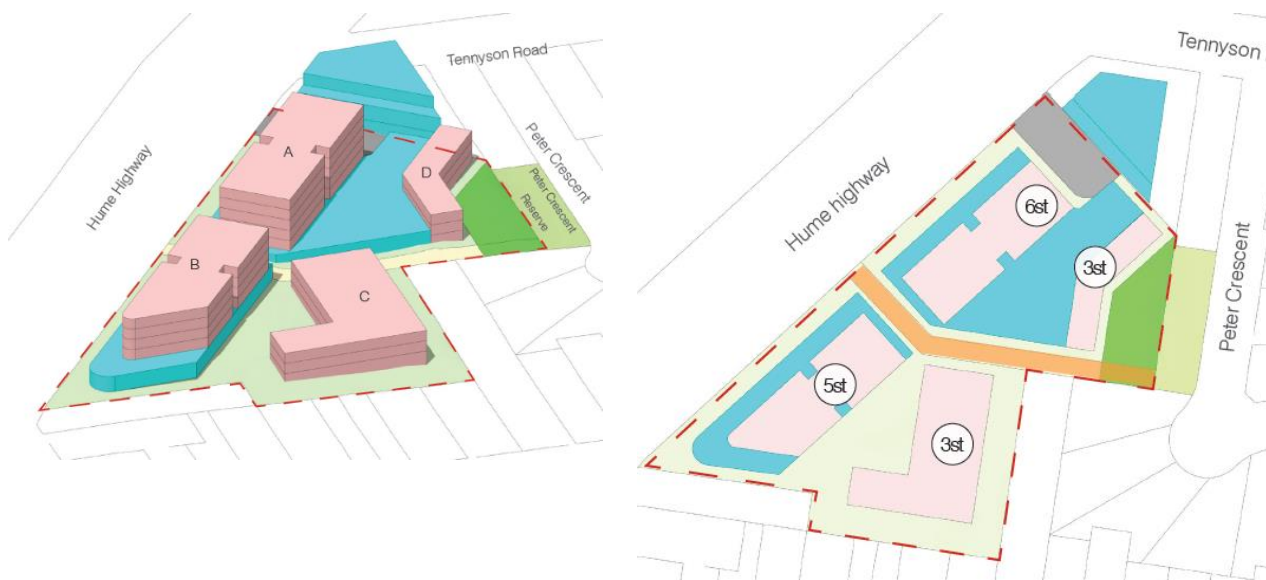 Tennyson Road
Hume Highway
Peter Crescent
Peter Crescent
Reserve
A
B
C
D
Tennyson
Hume highway
Peter Crescent
6st
3st
5st
3st